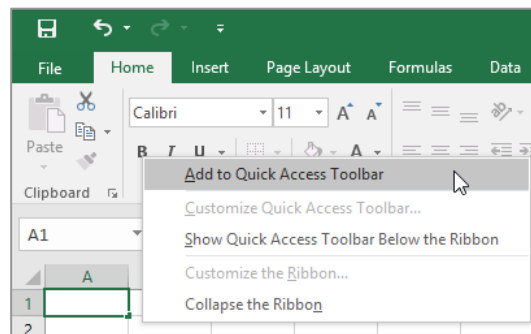 File Home Insert Page Layout Formulas Data
Calibri 11 A A
Paste
B I U A
Clipboard
Add to Quick Access Toolbar
Customize Quick Access Toolbar...
A1
Show Quick Access Toolbar Below the Ribbon
Customize the Ribbon...
A
Collapse the Ribbon
1
2